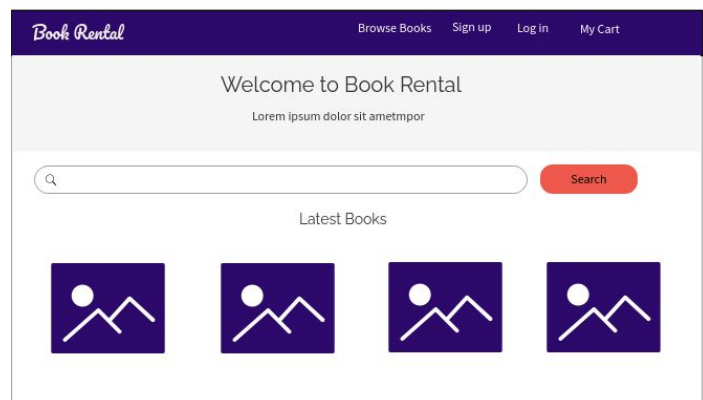 Book Rental
Browse Books Sign up Log in My Cart
Welcome to Book Rental
Lorem ipsum dolor sit ametmpor
Search
Latest Books